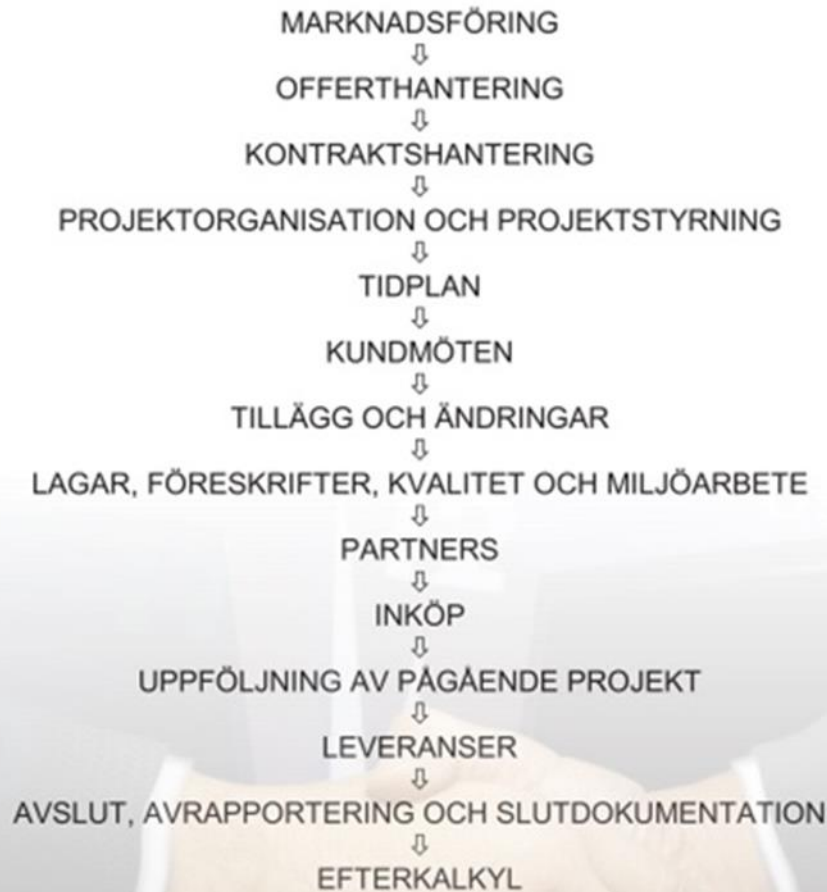 MARKNADSFÖRING
⇩
OFFERTHANTERING
⇩
KONTRAKTSHANTERING
⇩
PROJEKTORGANISATION OCH PROJEKTSTYRNING
⇩
TIDPLAN
⇩
KUNDMÖTEN
⇩
TILLÄGG OCH ÄNDRINGAR
⇩
LAGAR, FÖRESKRIFTER, KVALITET OCH MILJÖARBETE
⇩
PARTNERS
⇩
INKÖP
⇩
UPPFÖLJNING AV PÅGÅENDE PROJEKT
⇩
LEVERANSER
⇩
AVSLUT, AVRAPPORTERING OCH SLUTDOKUMENTATION
⇩
EFTERKALKYL